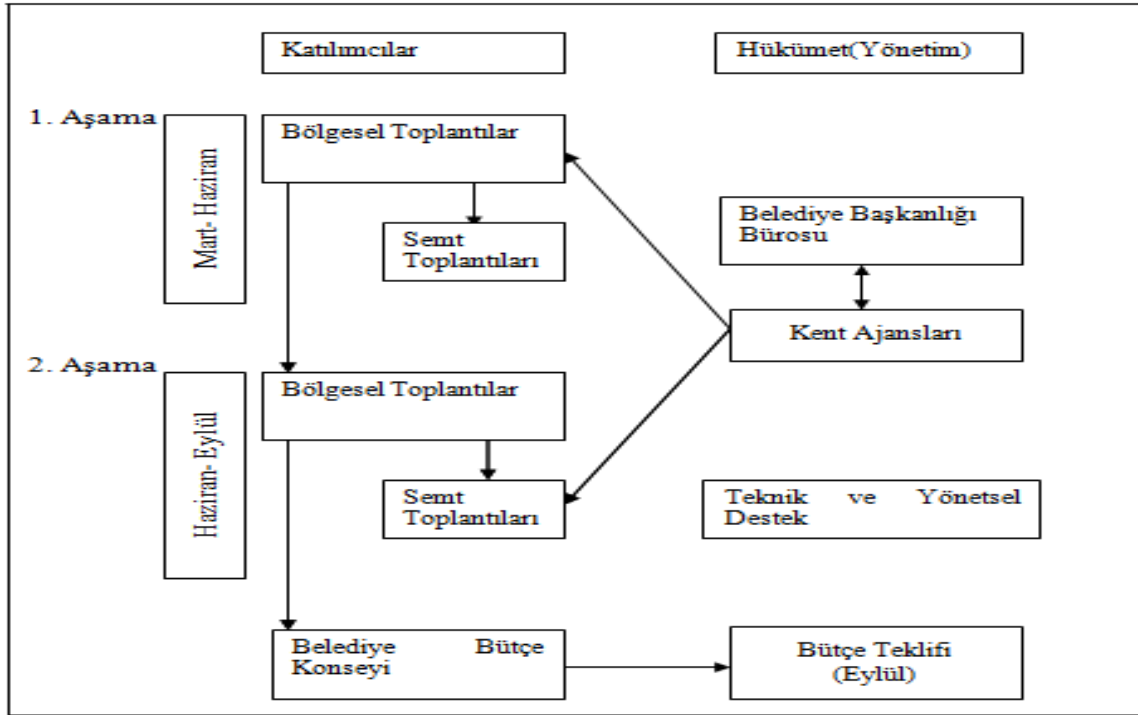 Katılımcılar
Hükümet(Yönetim)
1. Aşama
Mart- Haziran
Bölgesel Toplantılar
Semt
Toplantıları
Belediye Başkanlığı
Bürosu
Kent Ajansları
2. Aşama
Haziran- Eylül
Bölgesel Toplantılar
Semt
Toplantıları
Teknik ve Yönetsel
Destek
Belediye Bütçe
Konseyi
Bütçe Teklifi
(Eylül)